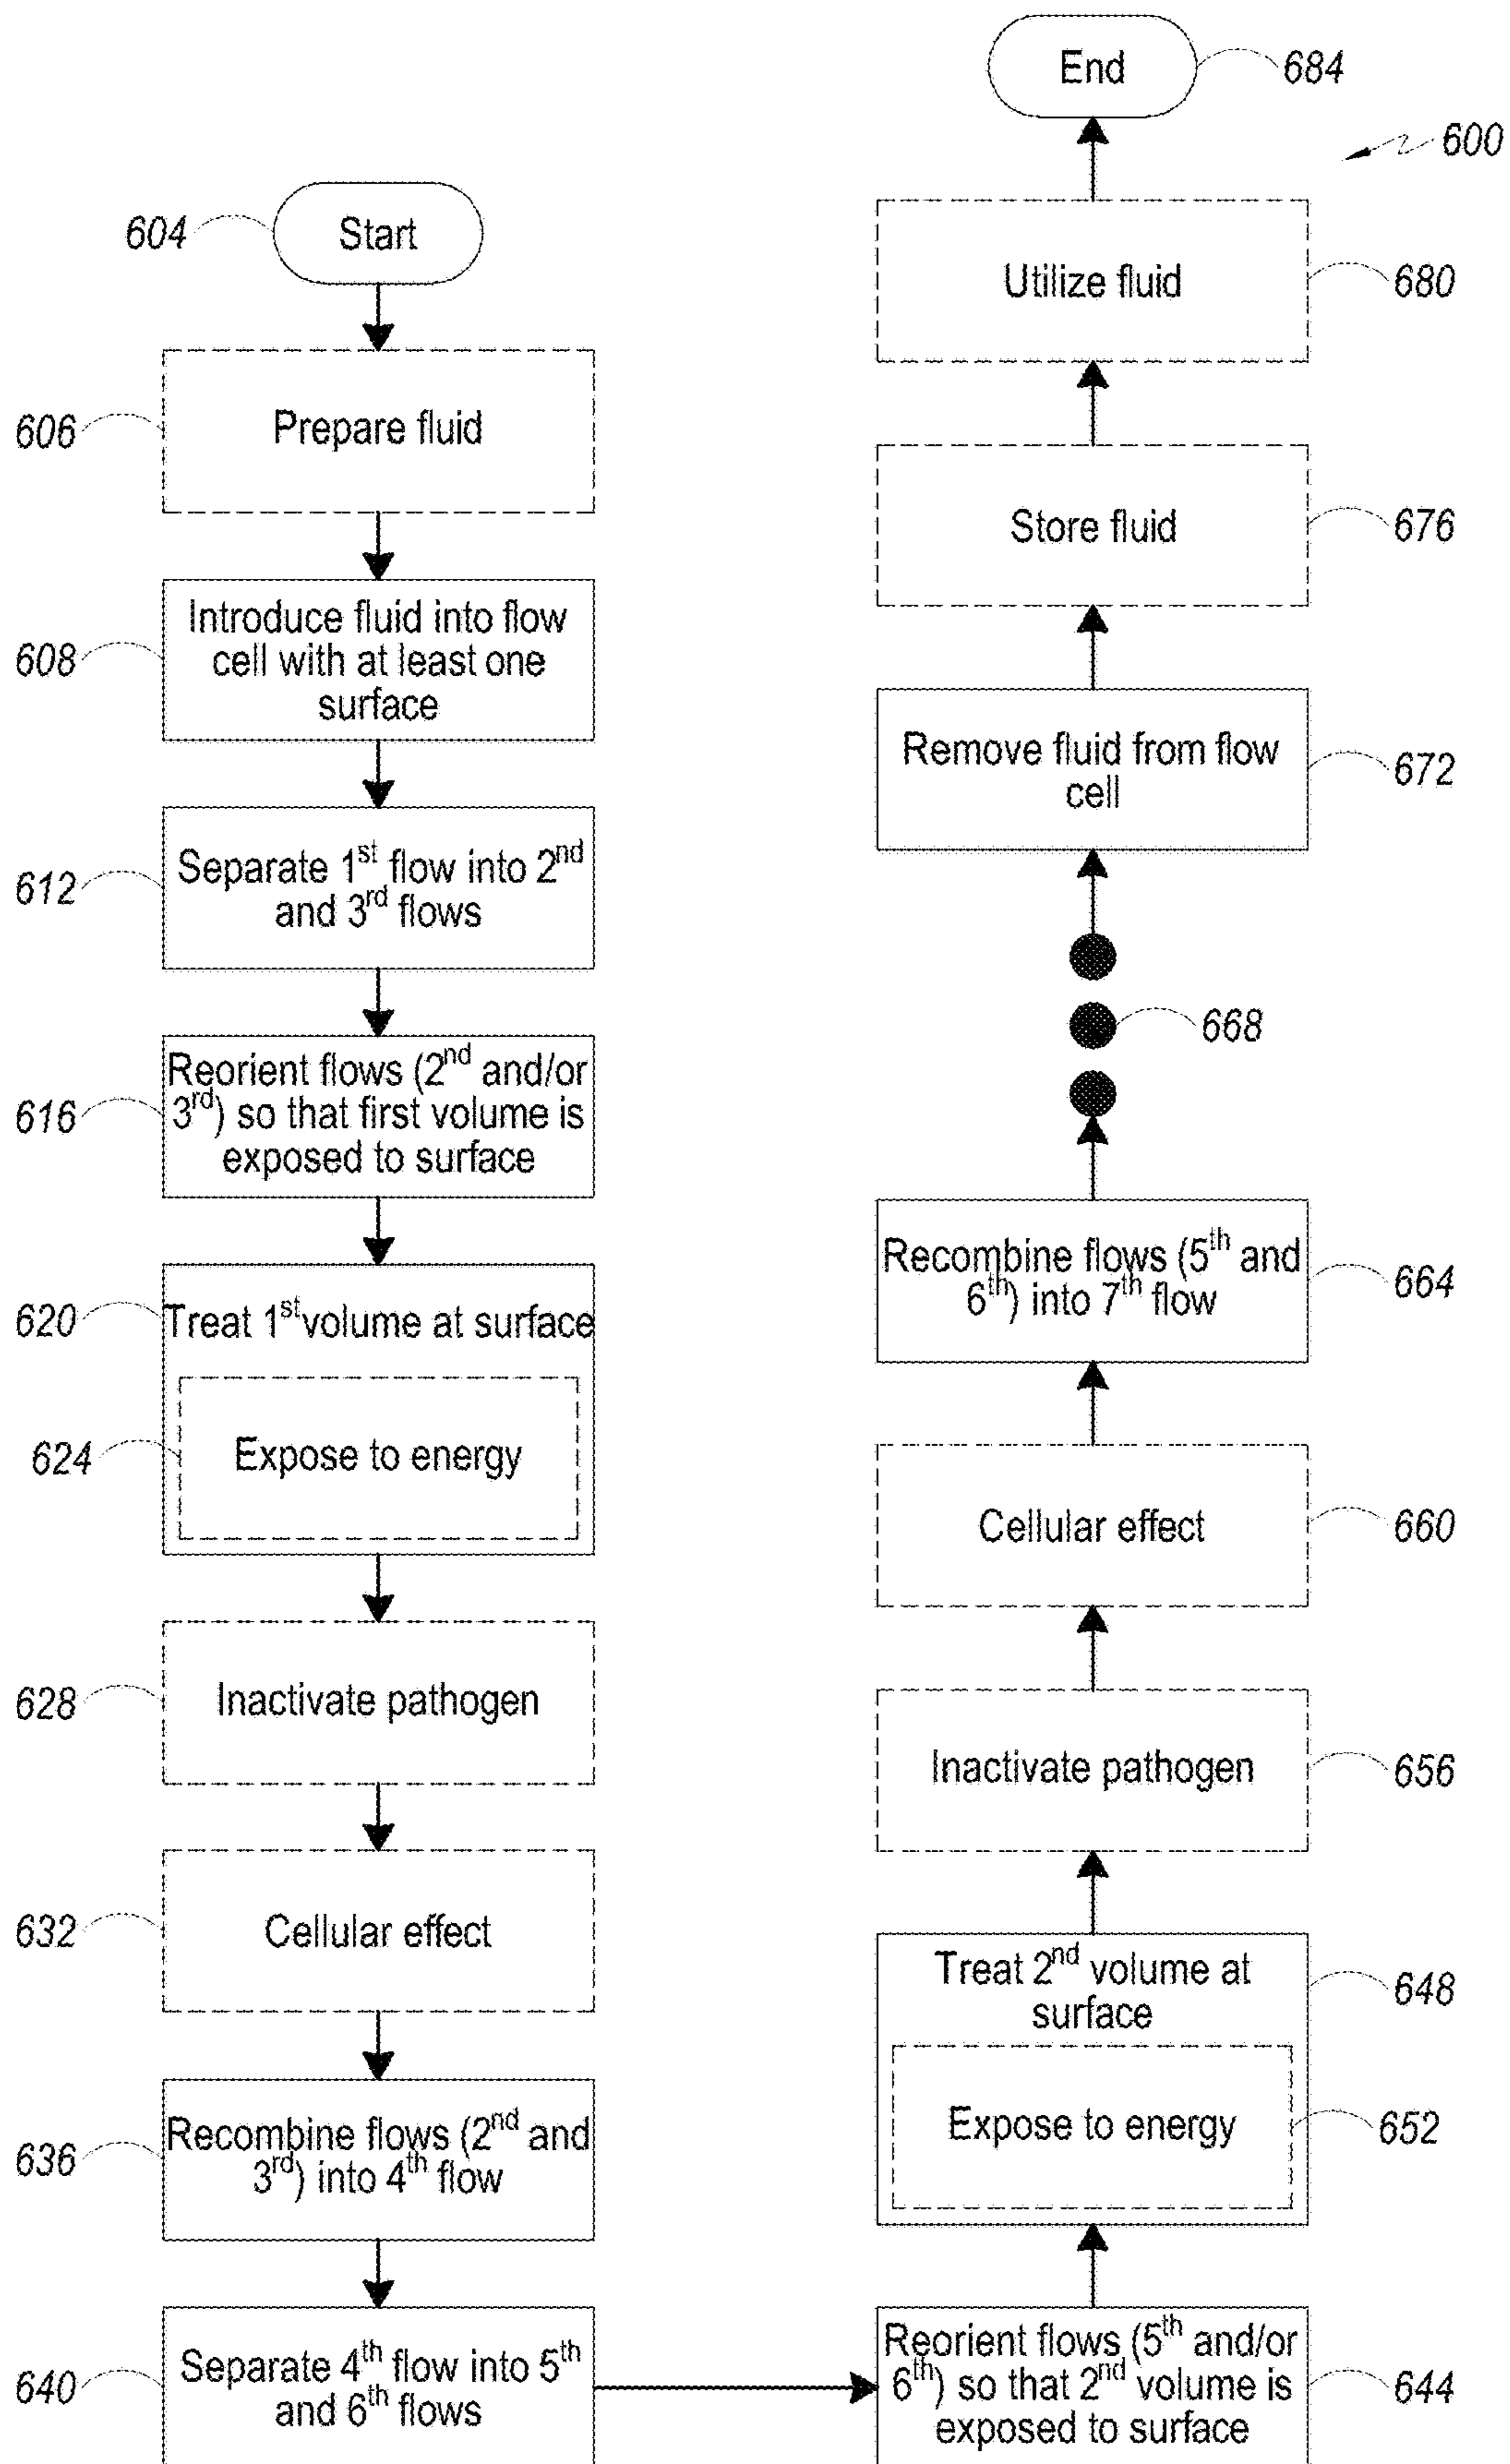 604
Start
606
Prepare fluid
608
Introduce fluid into flow
cell with at least one
surface
612
Separate 1st flow into 2nd
and 3rd flows
616
Reorient flows (2nd and/or
3rd) so that first volume is
exposed to surface
620
Treat 1st volume at surface
624
Expose to energy
628
Inactivate pathogen
632
Cellular effect
636
Recombine flows (2nd and
3rd) into 4th flow
640
Separate 4th flow into 5th
and 6th flows
Reorient flows (5th and/or
6th) so that 2nd volume is
exposed to surface
644
Treat 2nd volume at
surface
648
Expose to energy
652
Inactivate pathogen
656
Cellular effect
660
Recombine flows (5th and
6th) into 7th flow
664
668
Remove fluid from flow
cell
672
Store fluid
676
Utilize fluid
680
End
684
600